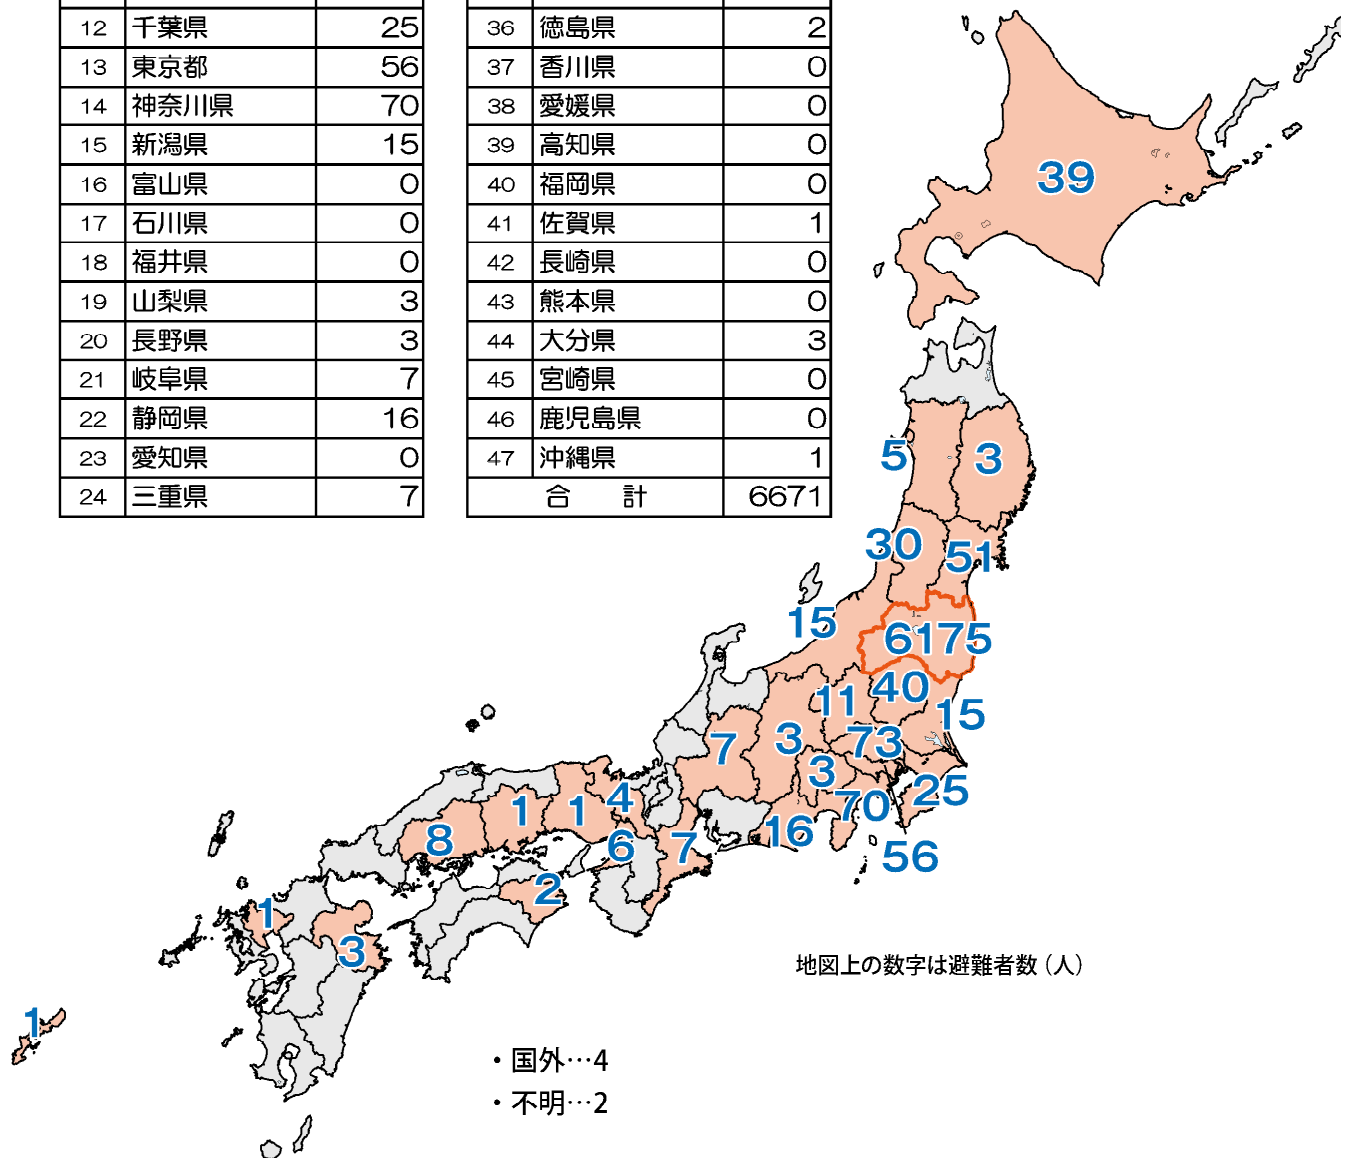 12 千葉県 25
13 東京都 56
14 神奈川県 70
15 新潟県 15
16 富山県 0
17 石川県 0
18 福井県 0
19 山梨県 3
20 長野県 3
21 岐阜県 7
22 静岡県 16
23 愛知県 0
24 三重県 7
36 徳島県 2
37 香川県 0
38 愛媛県 0
39 高知県 0
40 福岡県 0
41 佐賀県 1
42 長崎県 0
43 熊本県 0
44 大分県 3
45 宮崎県 0
46 鹿児島県 0
47 沖縄県 1
合計 6671
39
5
3
30
51
15
6175
11
40
15
7
3
73
3
25
70
4
1
1
8
6
7
16
56
2
1
3
1
地図上の数字は避難者数（人）
・国外…4
・不明…2